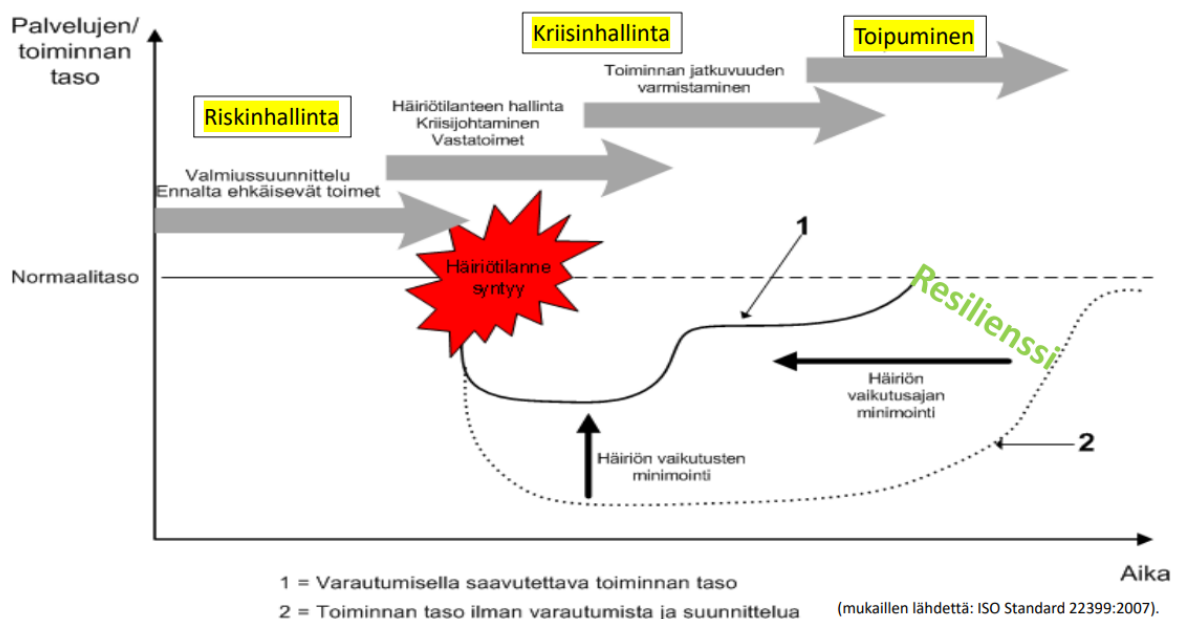 Palvelujen/
toiminnan
taso
Kriisinhallinta
Toipuminen
Riskinhallinta
Toiminnan jatkuvuuden
varmistaminen
Häiriötilanteen hallinta
Kriisijohtaminen
Vastatoimet
Valmiussuunnittelu
Ennalta ehkäisevät toimet
1
Normaalitaso
Häiriötilanne
syntyy
Resilienssi
Häiriön
vaikutusajan
minimointi
2
Häiriön vaikutusten
minimointi
Aika
1 = Varautumisella saavutettava toiminnan taso
2 = Toiminnan taso ilman varautumista ja suunnittelua
(mukaillen lähdettä: ISO Standard 22399:2007).